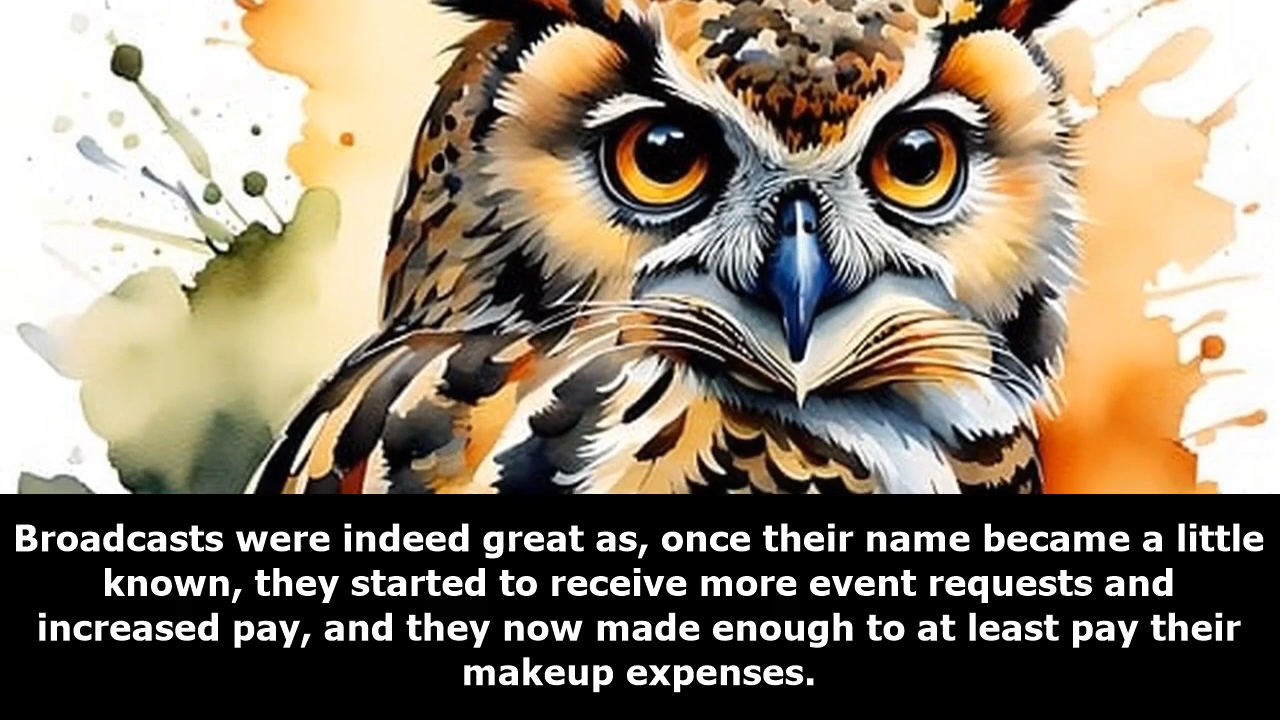 Broadcasts were indeed great as, once their name became a little
known, they started to receive more event requests and
increased pay, and they now made enough to at least pay their
makeup expenses.